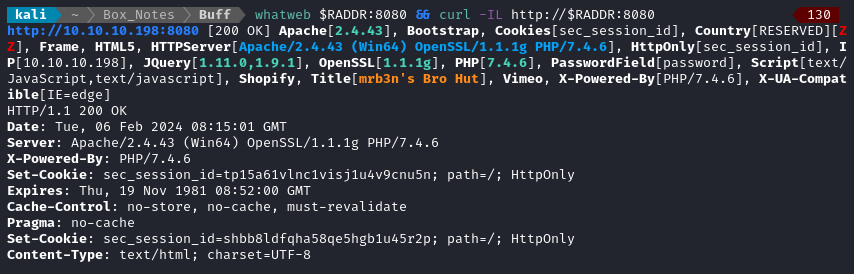 kali ~ Box_Notes Buff whatweb $RADDR:8080 && curl -IL http://$RADDR:8080 130
http://10.10.10.198:8080 [200 OK] Apache[2.4.43], Bootstrap, Cookies[sec_session_id], Country[RESERVED][Z
Z], Frame, HTML5, HTTPServer[Apache/2.4.43 (Win64) OpenSSL/1.1.1g PHP/7.4.6], HttpOnly[sec_session_id], I
P[10.10.10.198], JQuery[1.11.0,1.9.1], OpenSSL[1.1.1g], PHP[7.4.6], PasswordField[password], Script[text/
JavaScript,text/javascript], Shopify, Title[mrb3n's Bro Hut], Vimeo, X-Powered-By[PHP/7.4.6], X-UA-Compat
ible[IE=edge]
HTTP/1.1 200 OK
Date: Tue, 06 Feb 2024 08:15:01 GMT
Server: Apache/2.4.43 (Win64) OpenSSL/1.1.1g PHP/7.4.6
X-Powered-By: PHP/7.4.6
Set-Cookie: sec_session_id=tp15a61vlnc1visj1u4v9cnu5n; path=/; HttpOnly
Expires: Thu, 19 Nov 1981 08:52:00 GMT
Cache-Control: no-store, no-cache, must-revalidate
Pragma: no-cache
Set-Cookie: sec_session_id=shbb8ldfqha58qe5hgb1u45r2p; path=/; HttpOnly
Content-Type: text/html; charset=UTF-8